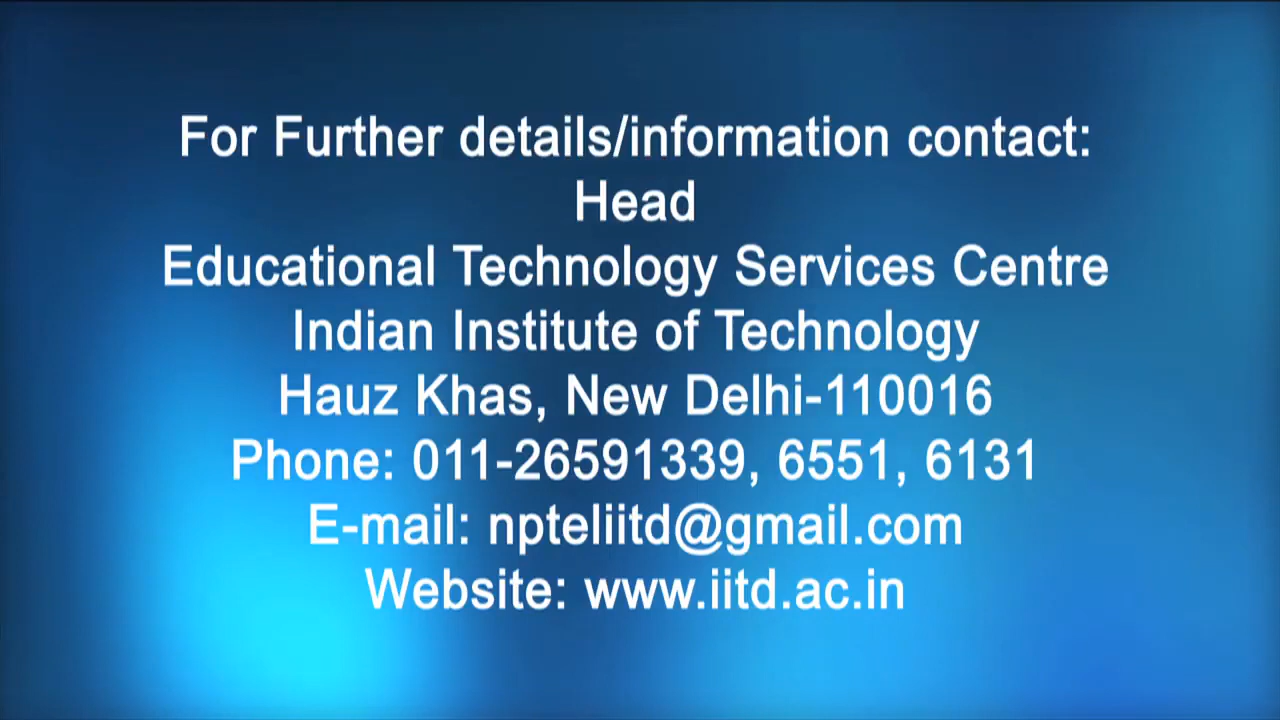 For Further details/information contact:
Head
Educational Technology Services Centre
Indian Institute of Technology
Hauz Khas, New Delhi-110016
Phone: 011-26591339, 6551, 6131
E-mail: npteliitd@gmail.com
Website: www.iitd.ac.in